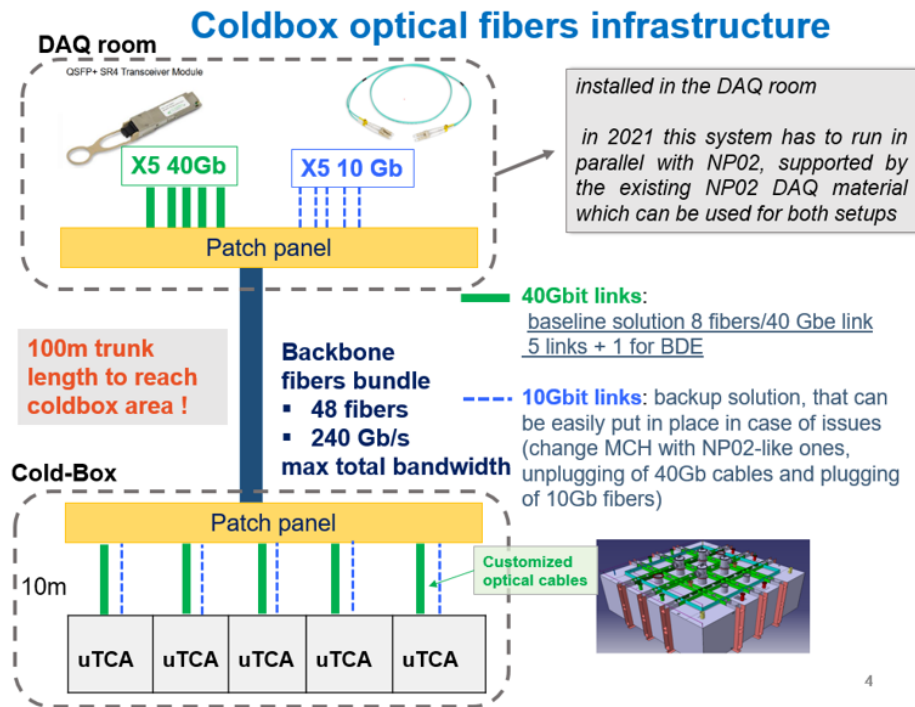 Coldbox optical fibers infrastructure
DAQ room
QSFP+ SR4 Transceiver Module
X5 40Gb
X5 10 Gb
Patch panel
installed in the DAQ room
in 2021 this system has to run in
parallel with NP02, supported by
the existing NP02 DAQ material
which can be used for both setups
100m trunk
length to reach
coldbox area !
Backbone
fibers bundle
▪ 48 fibers
▪ 240 Gb/s
max total bandwidth
40Gbit links:
baseline solution 8 fibers/40 Gbe link
5 links + 1 for BDE
10Gbit links: backup solution, that can
be easily put in place in case of issues
(change MCH with NP02-like ones,
unplugging of 40Gb cables and plugging
of 10Gb fibers)
Cold-Box
Patch panel
10m
Customized
optical cables
uTCA uTCA uTCA uTCA uTCA
4